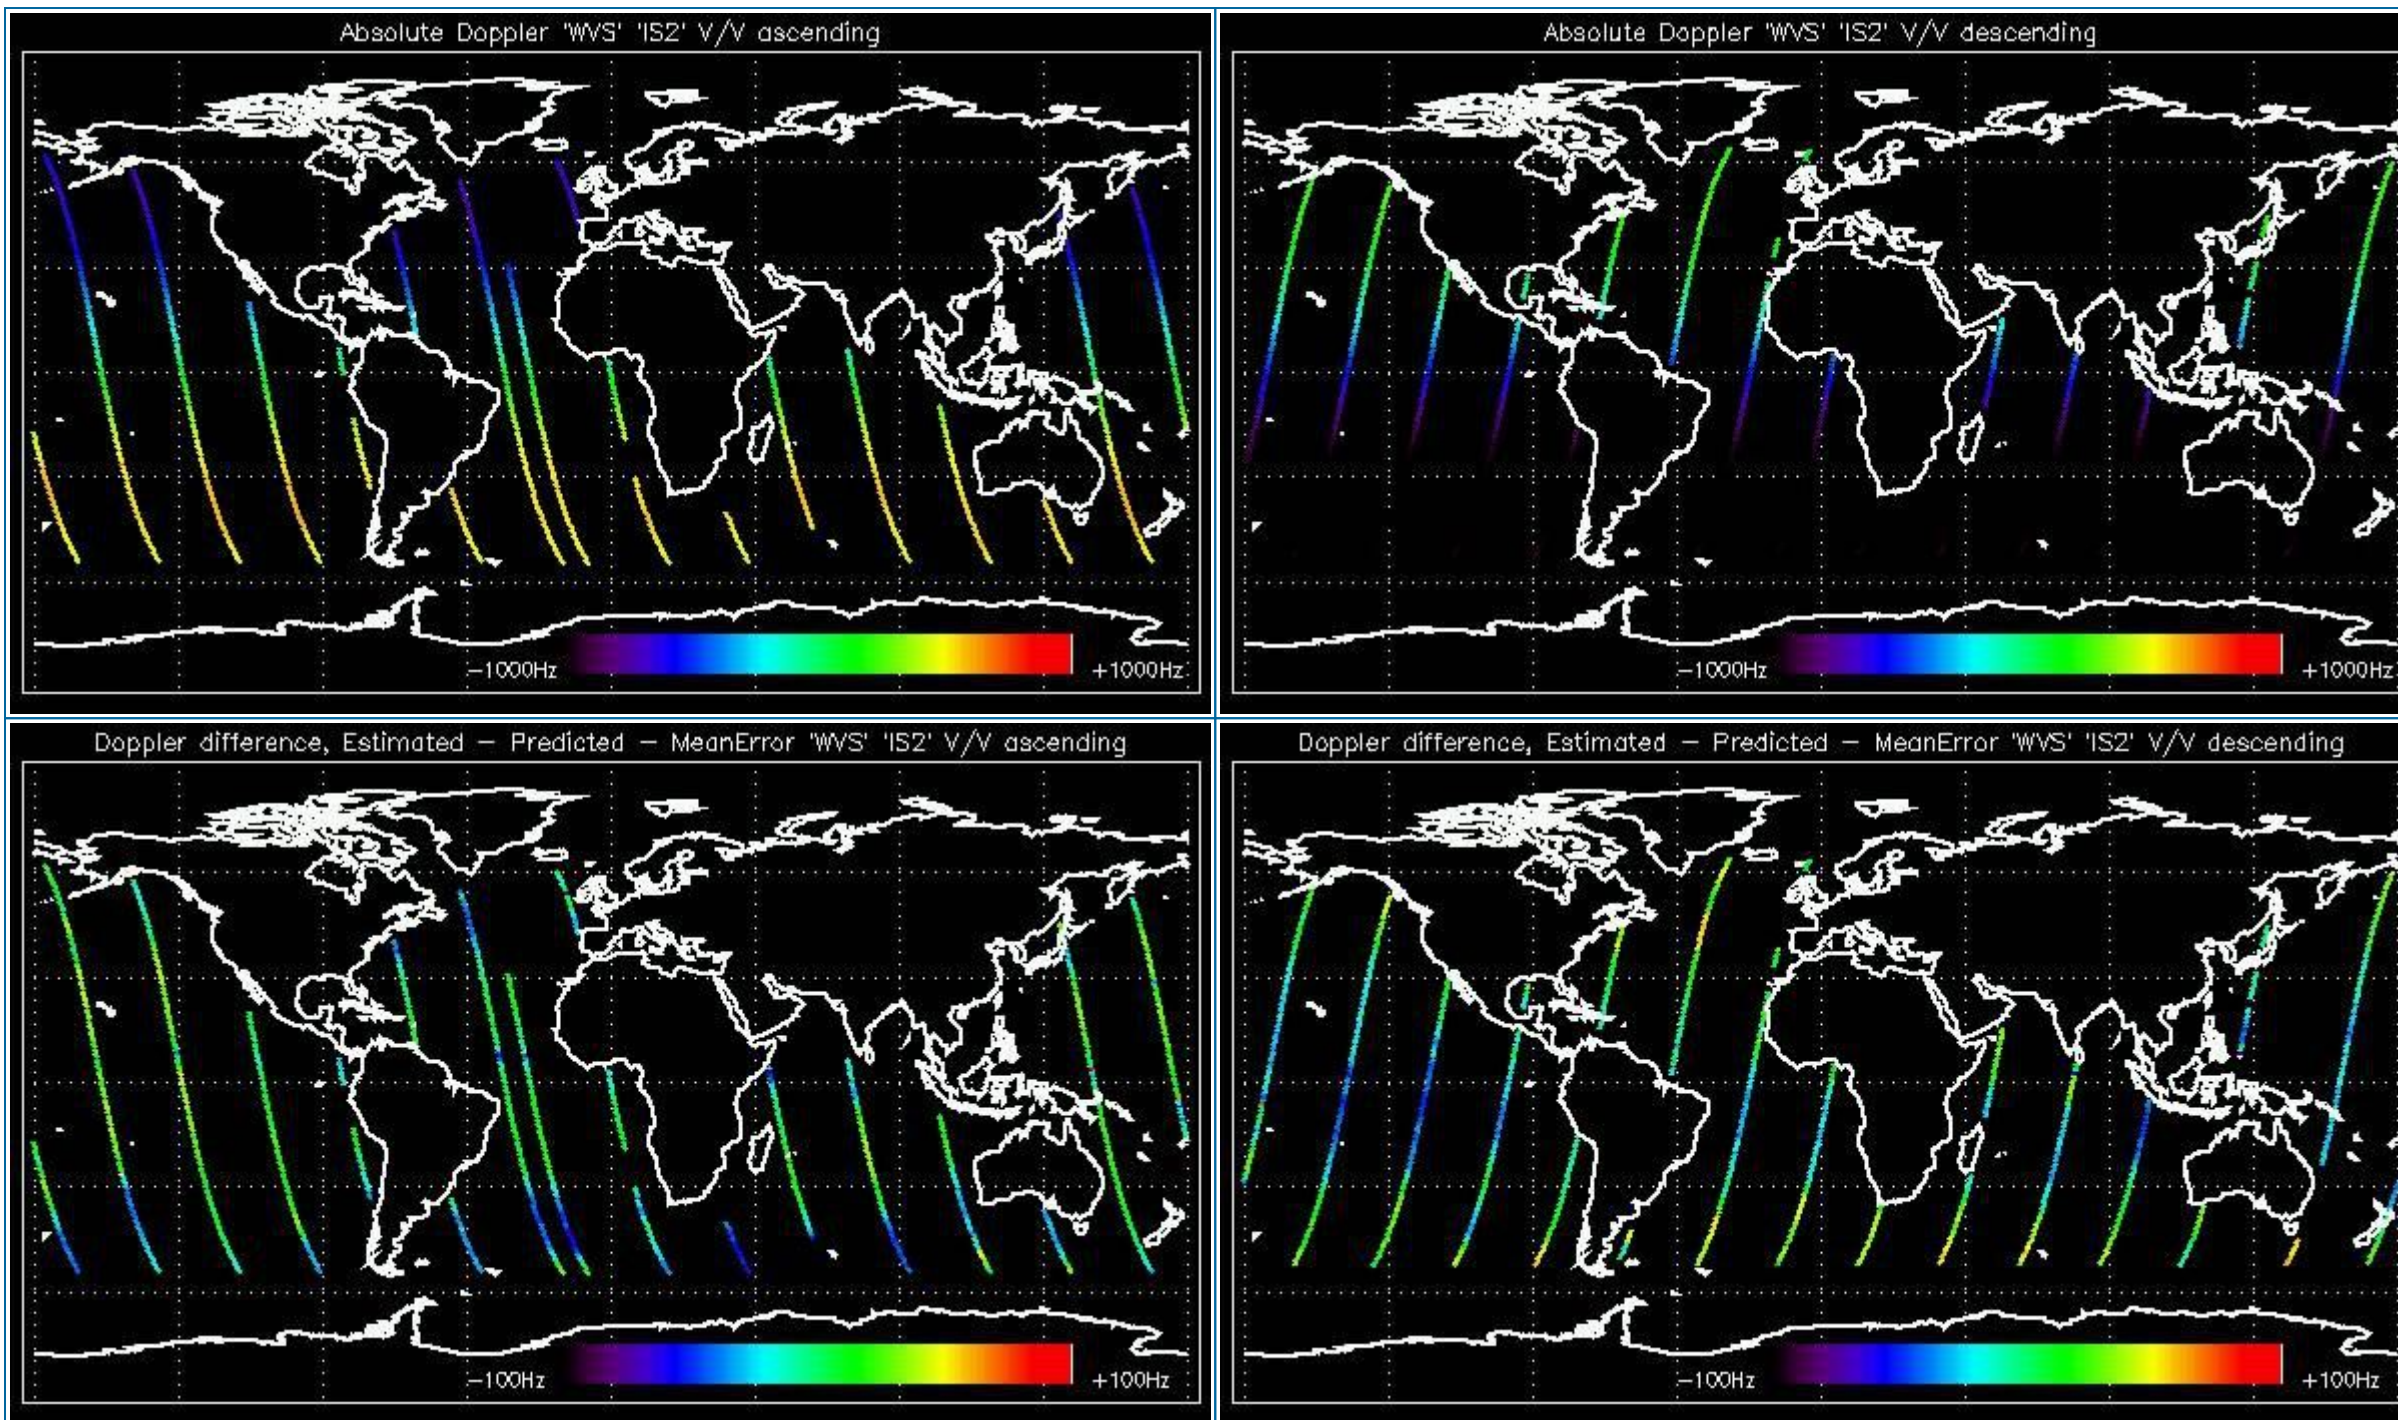 Absolute Doppler 'WVS' 'IS2' V/V ascending
−1000Hz
+1000Hz
Absolute Doppler 'WVS' 'IS2' V/V descending
−1000Hz
+1000Hz
Doppler difference, Estimated − Predicted − MeanError 'WVS' 'IS2' V/V ascending
−100Hz
+100Hz
Doppler difference, Estimated − Predicted − MeanError 'WVS' 'IS2' V/V descending
−100Hz
+100Hz